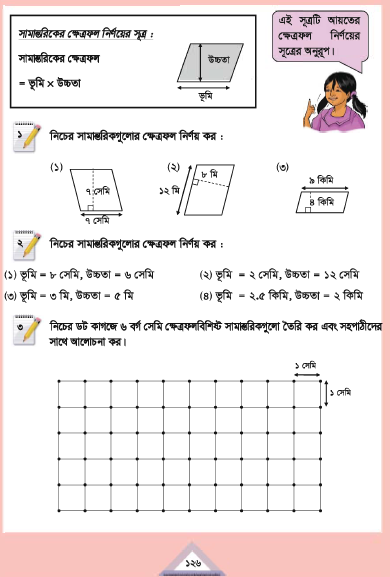 সামান্তরিকের ক্ষেত্রফল নির্ণয়ের সূত্র :
সামান্তরিকের ক্ষেত্রফল
= ভূমি × উচ্চতা
উচ্চতা
ভূমি
এই সূত্রটি আয়তের
ক্ষেত্রফল নির্ণয়ের
সূত্রের অনুরূপ।
১ নিচের সামান্তরিকগুলোর ক্ষেত্রফল নির্ণয় কর :
(১)
৭ সেমি
৭ সেমি
(২)
৮ মি
১২ মি
(৩)
৯ কিমি
৪ কিমি
২ নিচের সামান্তরিকগুলোর ক্ষেত্রফল নির্ণয় কর :
(১) ভূমি = ৮ সেমি, উচ্চতা = ৬ সেমি
(২) ভূমি = ২ সেমি, উচ্চতা = ১২ সেমি
(৩) ভূমি = ৩ মি, উচ্চতা = ৫ মি
(৪) ভূমি = ২.৫ কিমি, উচ্চতা = ২ কিমি
৩ নিচের ডট কাগজে ৬ বর্গ সেমি ক্ষেত্রফলবিশিষ্ট সামান্তরিকগুলো তৈরি কর এবং সহপাঠীদের
সাথে আলোচনা কর।
১ সেমি
১ সেমি
১২৬